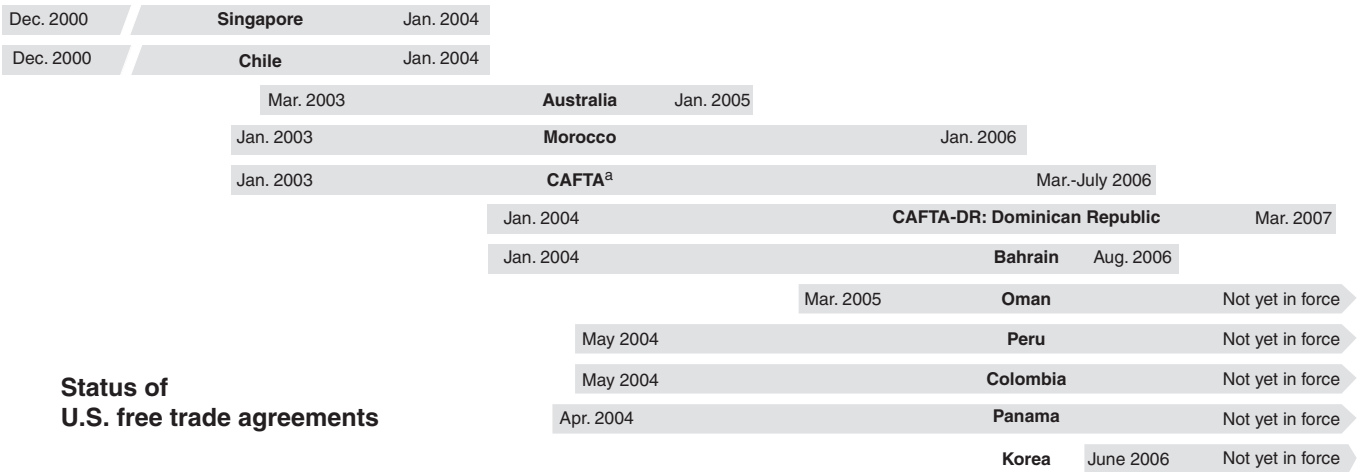 Dec. 2000 Singapore Jan. 2004
Dec. 2000 Chile Jan. 2004
Mar. 2003 Australia Jan. 2005
Jan. 2003 Morocco Jan. 2006
Jan. 2003 CAFTAa Mar.-July 2006
Jan. 2004 CAFTA-DR: Dominican Republic Mar. 2007
Jan. 2004 Bahrain Aug. 2006
Mar. 2005 Oman Not yet in force
May 2004 Peru Not yet in force
May 2004 Colombia Not yet in force
Apr. 2004 Panama Not yet in force
Korea June 2006 Not yet in force
Status of
U.S. free trade agreements